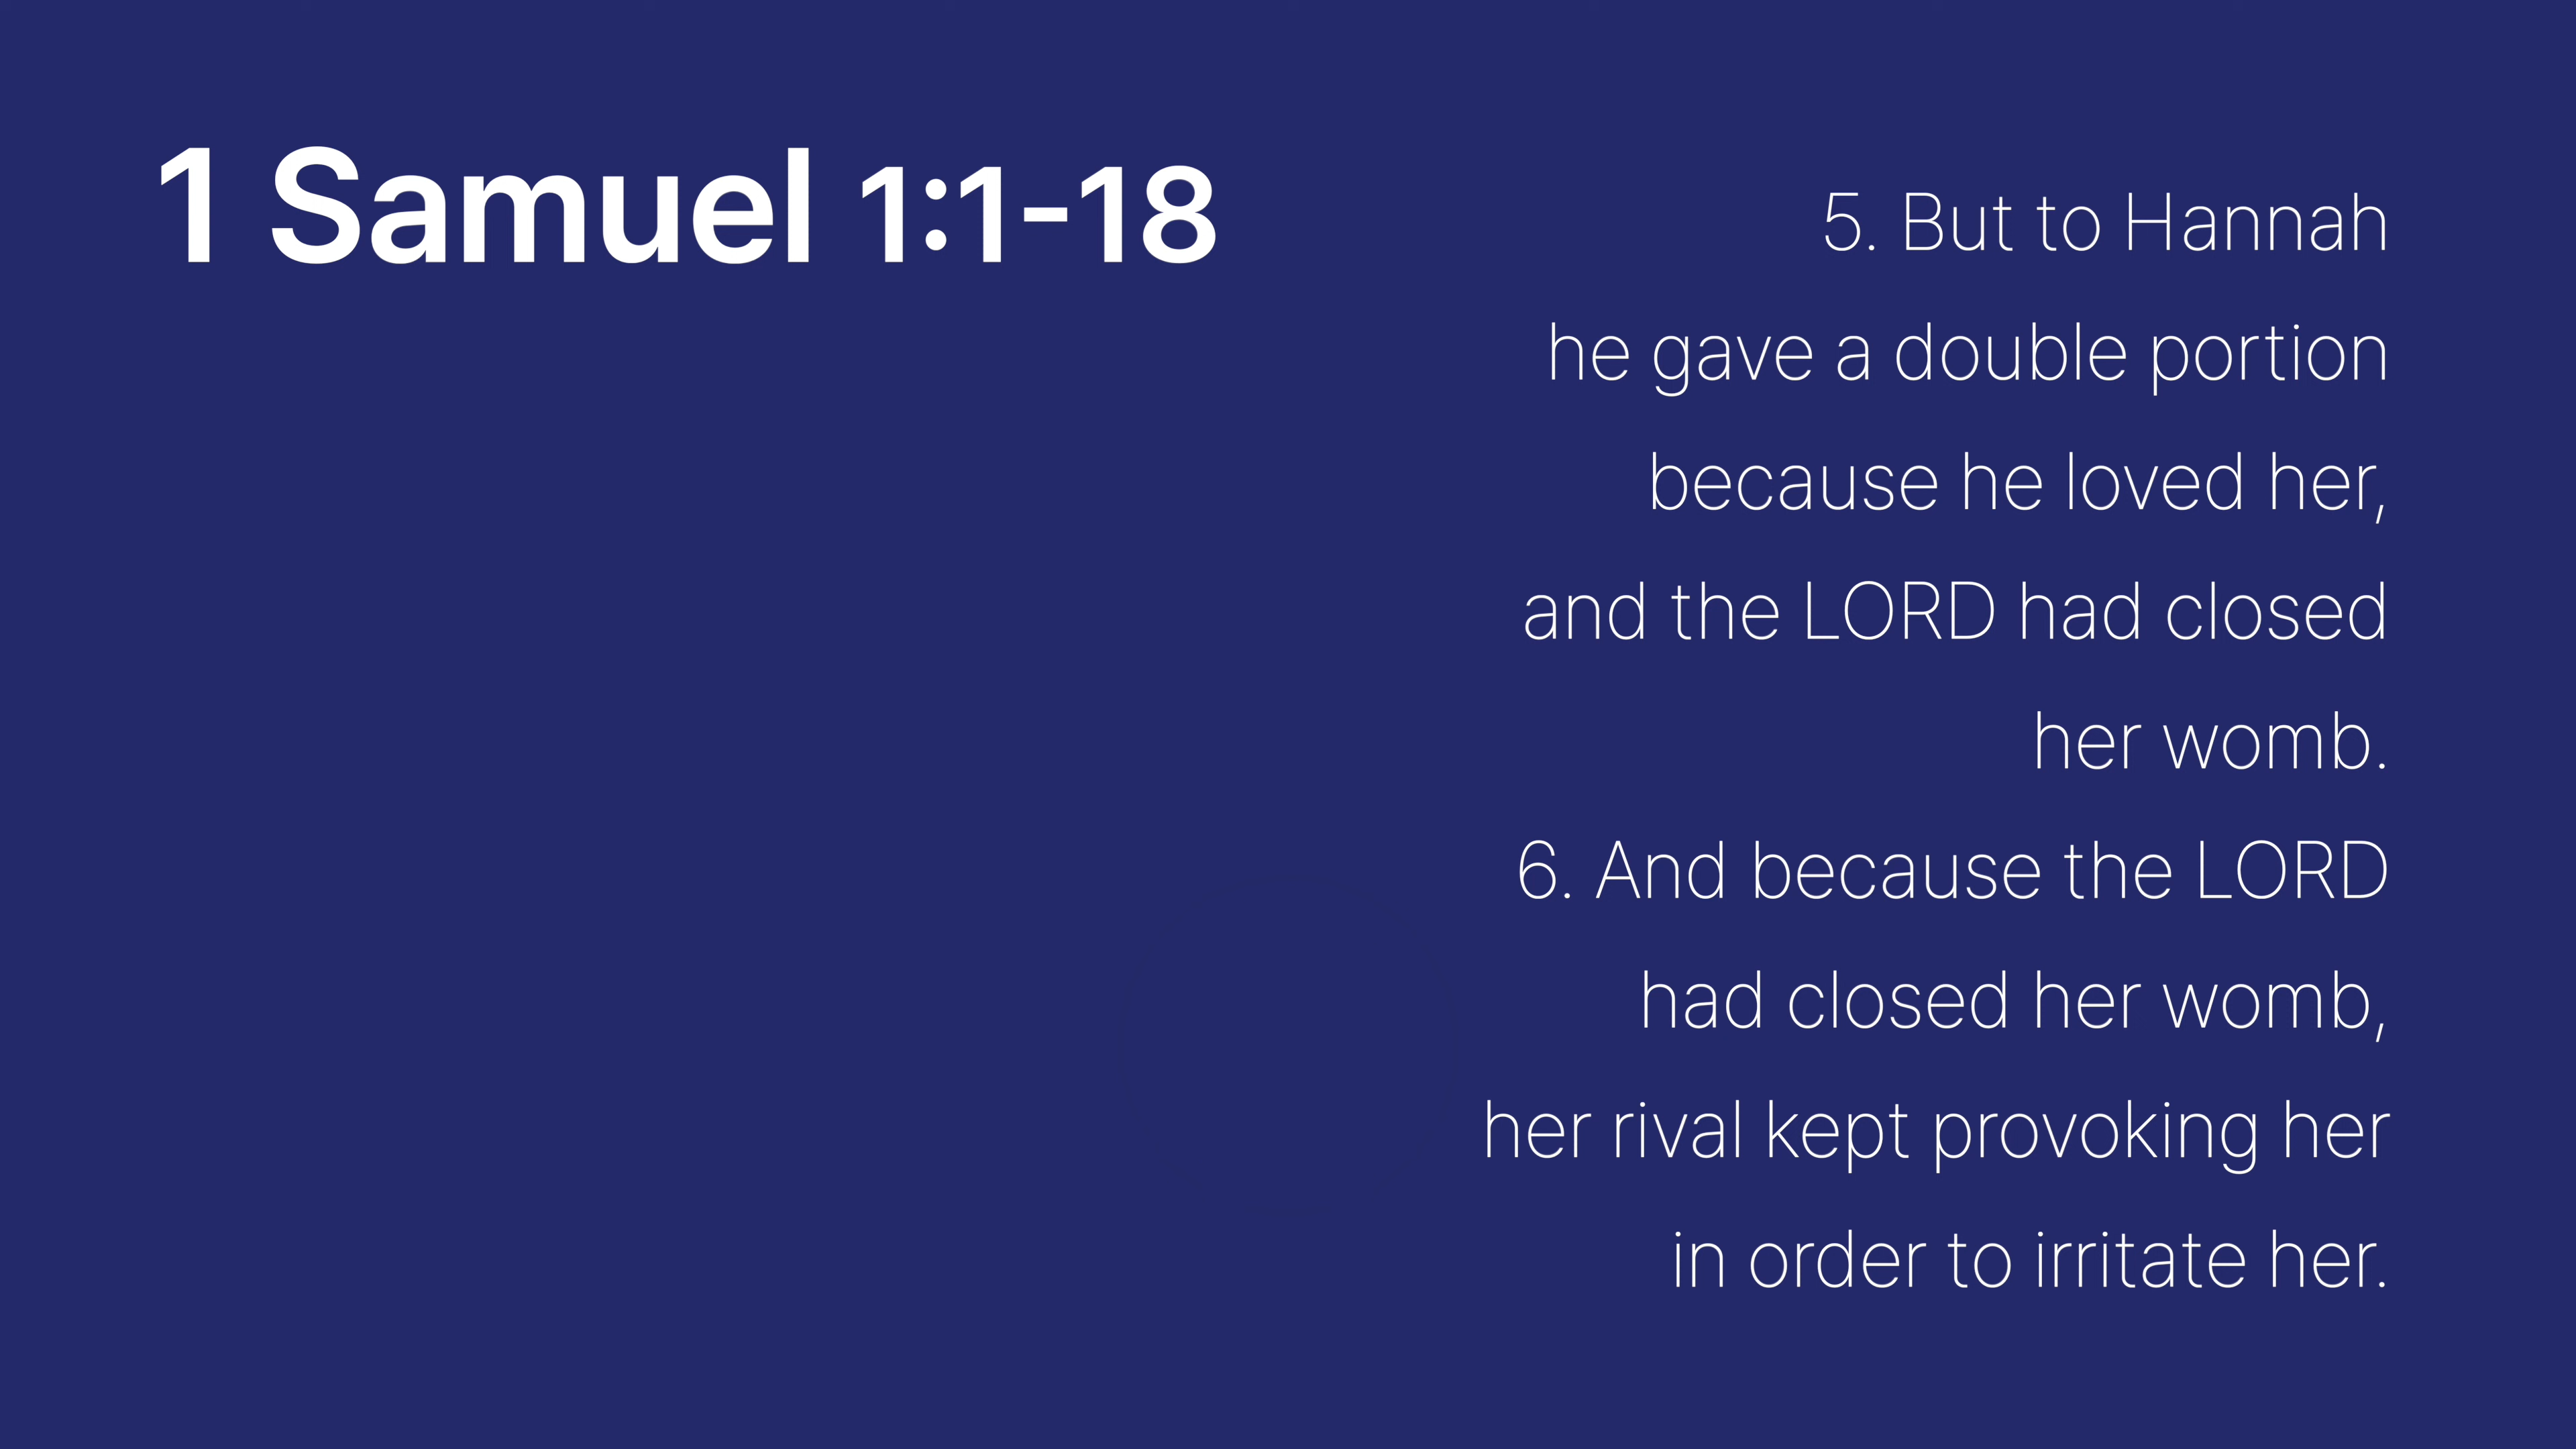 1 Samuel 1:1-18
5. But to Hannah
he gave a double portion
because he loved her,
and the LORD had closed
her womb.
6. And because the LORD
had closed her womb,
her rival kept provoking her
in order to irritate her.